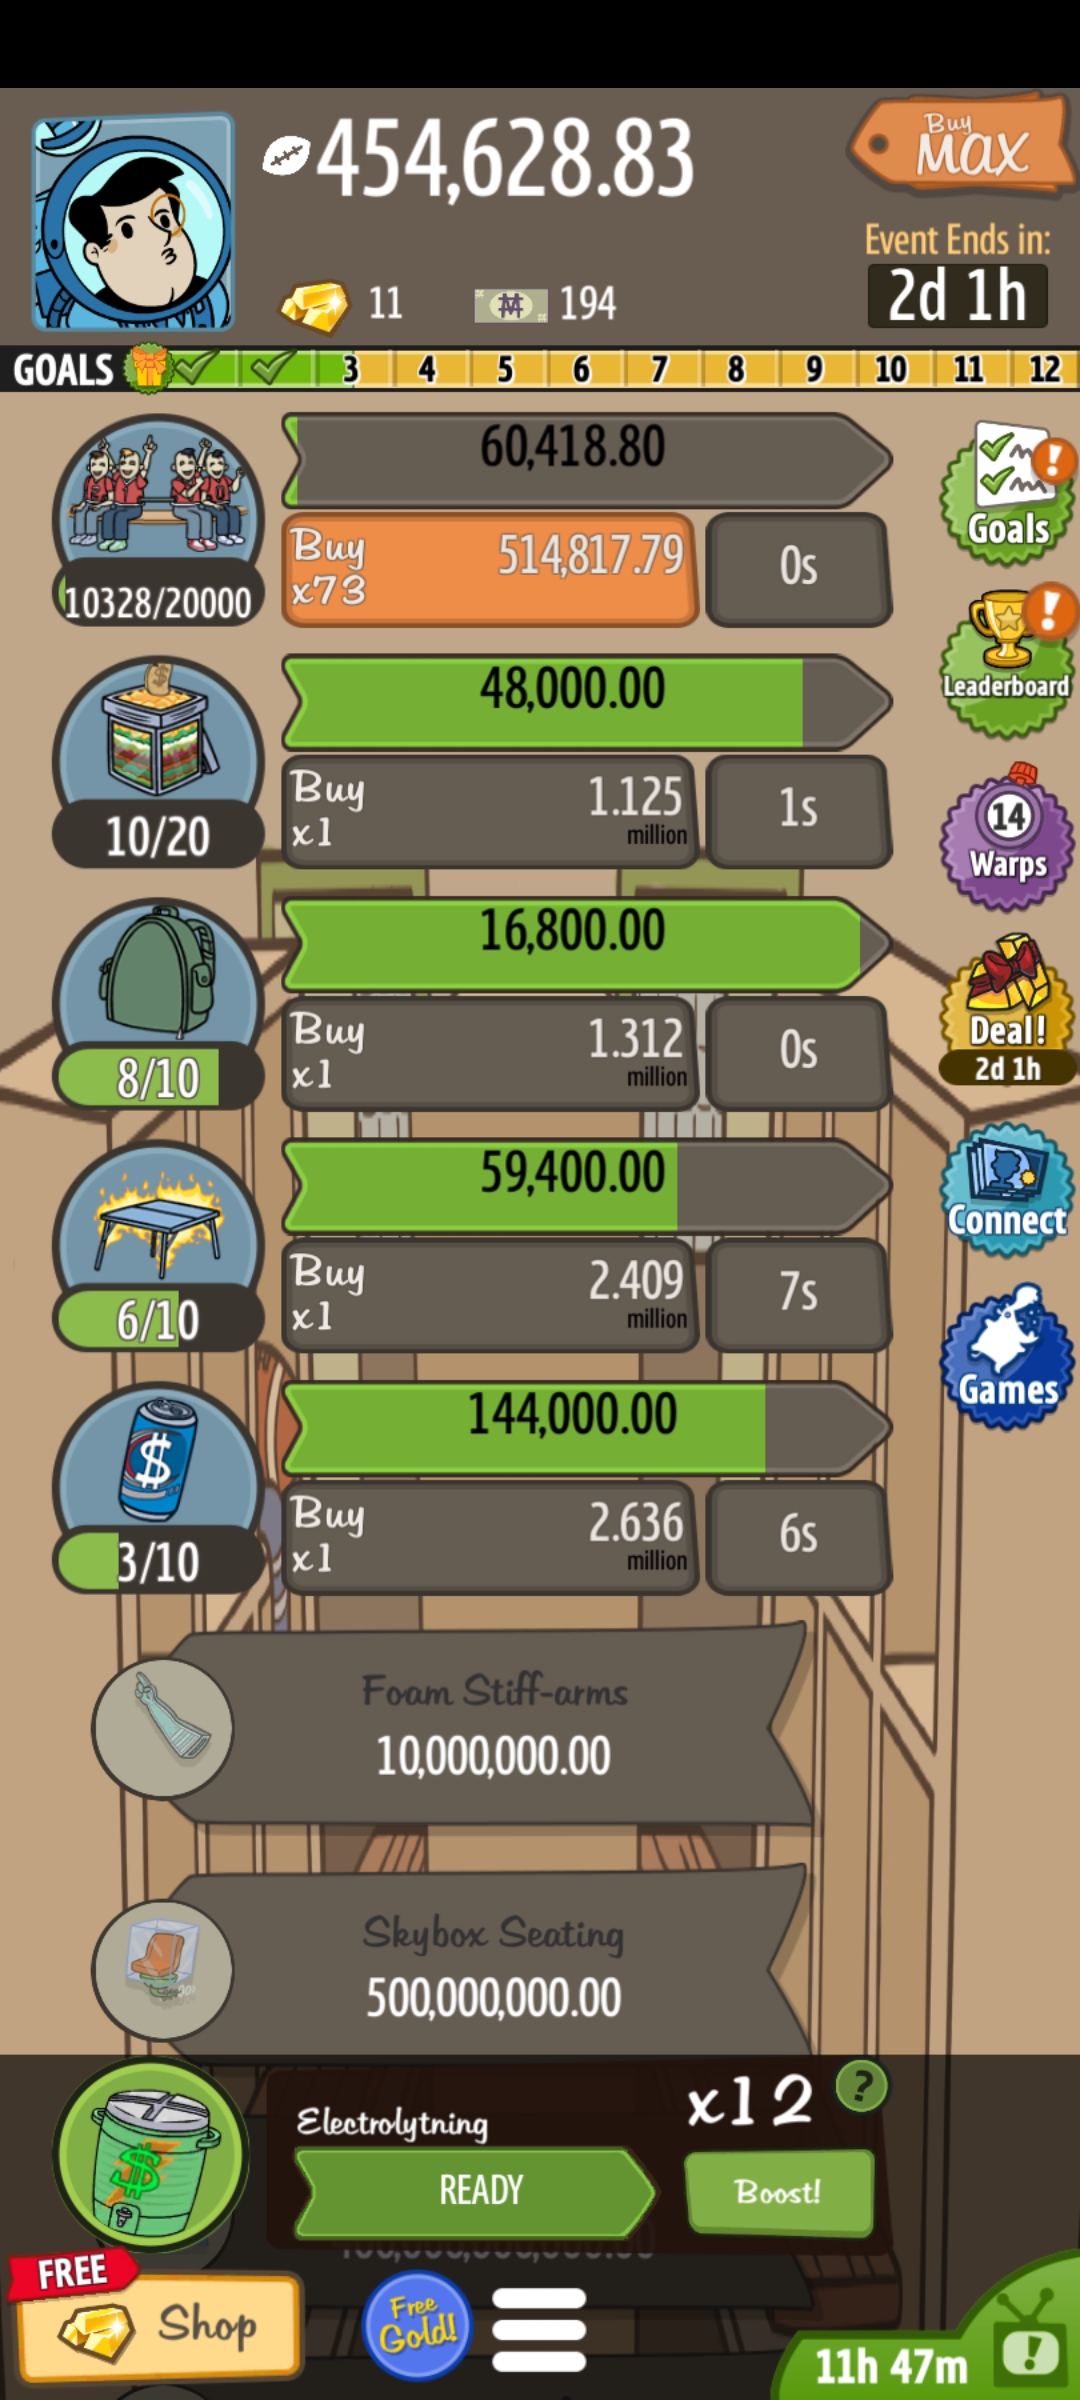 454,628.83
Buy
MAX
Event Ends in:
2d 1h
11
194
GOALS 3 4 5 6 7 8 9 10 11 12
60,418.80
Buy
x73
514,817.79
0s
10328/20000
Goals
Leaderboard
48,000.00
Buy
x1
1.125
million
1s
10/20
14
Warps
16,800.00
Buy
x1
1.312
million
0s
8/10
Deal!
2d 1h
59,400.00
Buy
x1
2.409
million
7s
6/10
Connect
Games
144,000.00
Buy
x1
2.636
million
6s
3/10
Foam Stiff-arms
10,000,000.00
Skybox Seating
500,000,000.00
Electrolytning
x12
?
READY
Boost!
FREE
Shop
Free
Gold!
11h 47m